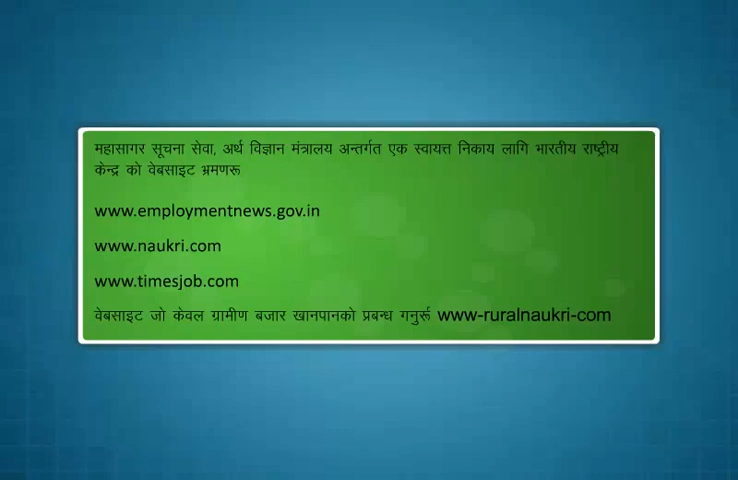 महासागर सूचना सेवा, अर्थ विज्ञान मंत्रालय अन्तर्गत एक स्वायत्त निकाय लागि भारतीय राष्ट्रीय
केन्द्र को वेबसाइट भ्रमणरू
www.employmentnews.gov.in
www.naukri.com
www.timesjob.com
वेबसाइट जो केवल ग्रामीण बजार खानपानको प्रबन्ध गनुर्रू www-ruralnaukri-com